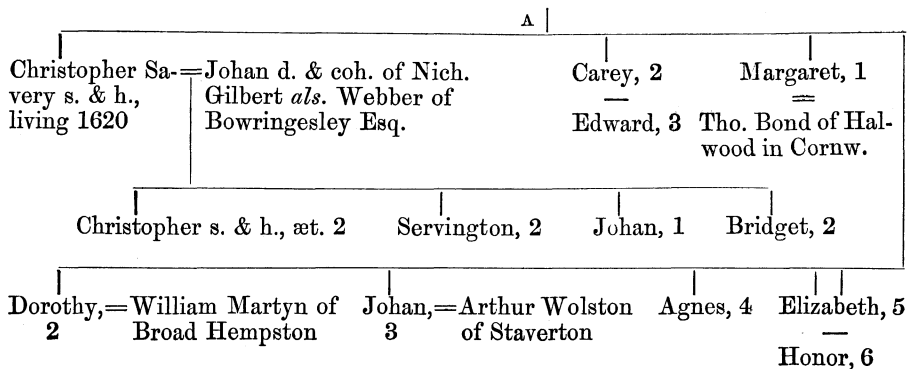 A
Christopher Sa-=Johan d. & coh. of Nich.
very s. & h., Gilbert als. Webber of
living 1620 Bowringesley Esq.
Carey, 2
Edward, 3
Margaret, 1
=
Tho. Bond of Hal-
wood in Cornw.
Christopher s. & h., æt. 2 Servington, 2 Johan, 1 Bridget, 2
Dorothy,=William Martyn of
2 Broad Hempston
Johan,=Arthur Wolston
3 of Staverton
Agnes, 4
Elizabeth, 5
Honor, 6